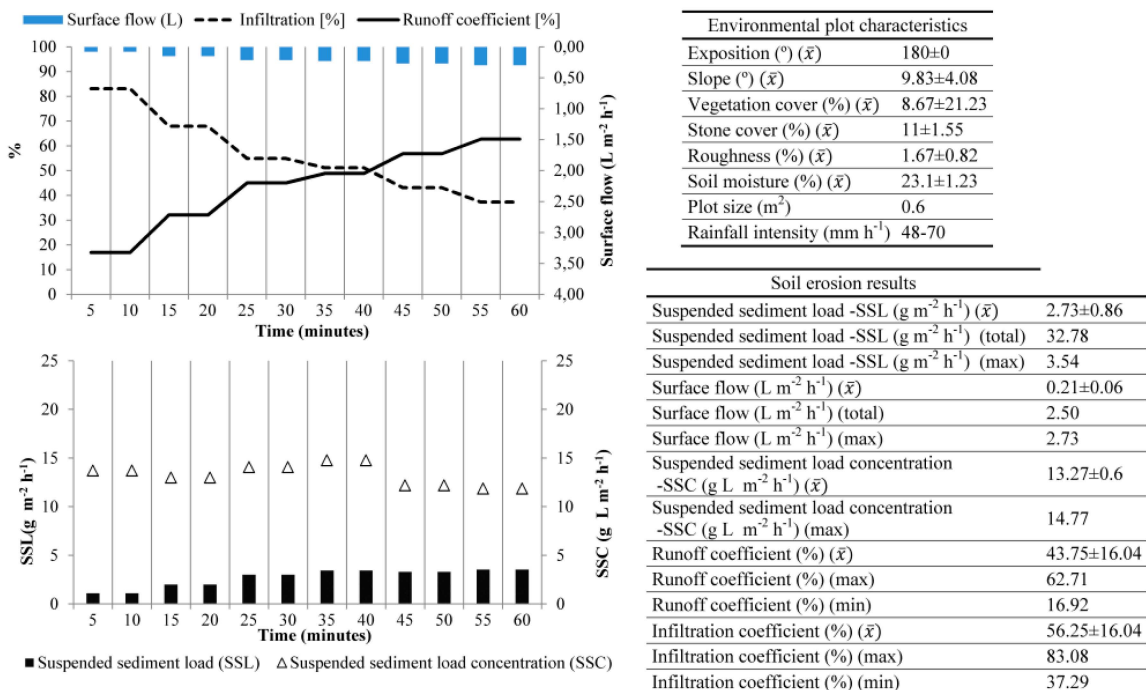 Surface flow (L) Infiltration [%] Runoff coefficient [%]
100 0,00
90 0,50
80 1,00
70 1,50
60 2,00
50 2,50
40 3,00
30 3,50
20 4,00
10
0
%
Surface flow (L m⁻² h⁻¹)
5 10 15 20 25 30 35 40 45 50 55 60
Time (minutes)
25 25
20 20
15 15
10 10
5 5
0 0
SSL(g m⁻² h⁻¹)
SSC (g L m⁻² h⁻¹)
5 10 15 20 25 30 35 40 45 50 55 60
Time (minutes)
Suspended sediment load (SSL) Suspended sediment load concentration (SSC)
Environmental plot characteristics
Exposition (º) (x̄) 180±0
Slope (º) (x̄) 9.83±4.08
Vegetation cover (%) (x̄) 8.67±21.23
Stone cover (%) (x̄) 11±1.55
Roughness (%) (x̄) 1.67±0.82
Soil moisture (%) (x̄) 23.1±1.23
Plot size (m²) 0.6
Rainfall intensity (mm h⁻¹) 48-70
Soil erosion results
Suspended sediment load -SSL (g m⁻² h⁻¹) (x̄) 2.73±0.86
Suspended sediment load -SSL (g m⁻² h⁻¹) (total) 32.78
Suspended sediment load -SSL (g m⁻² h⁻¹) (max) 3.54
Surface flow (L m⁻² h⁻¹) (x̄) 0.21±0.06
Surface flow (L m⁻² h⁻¹) (total) 2.50
Surface flow (L m⁻² h⁻¹) (max) 2.73
Suspended sediment load concentration
-SSC (g L m⁻² h⁻¹) (x̄) 13.27±0.6
Suspended sediment load concentration
-SSC (g L m⁻² h⁻¹) (max) 14.77
Runoff coefficient (%) (x̄) 43.75±16.04
Runoff coefficient (%) (max) 62.71
Runoff coefficient (%) (min) 16.92
Infiltration coefficient (%) (x̄) 56.25±16.04
Infiltration coefficient (%) (max) 83.08
Infiltration coefficient (%) (min) 37.29